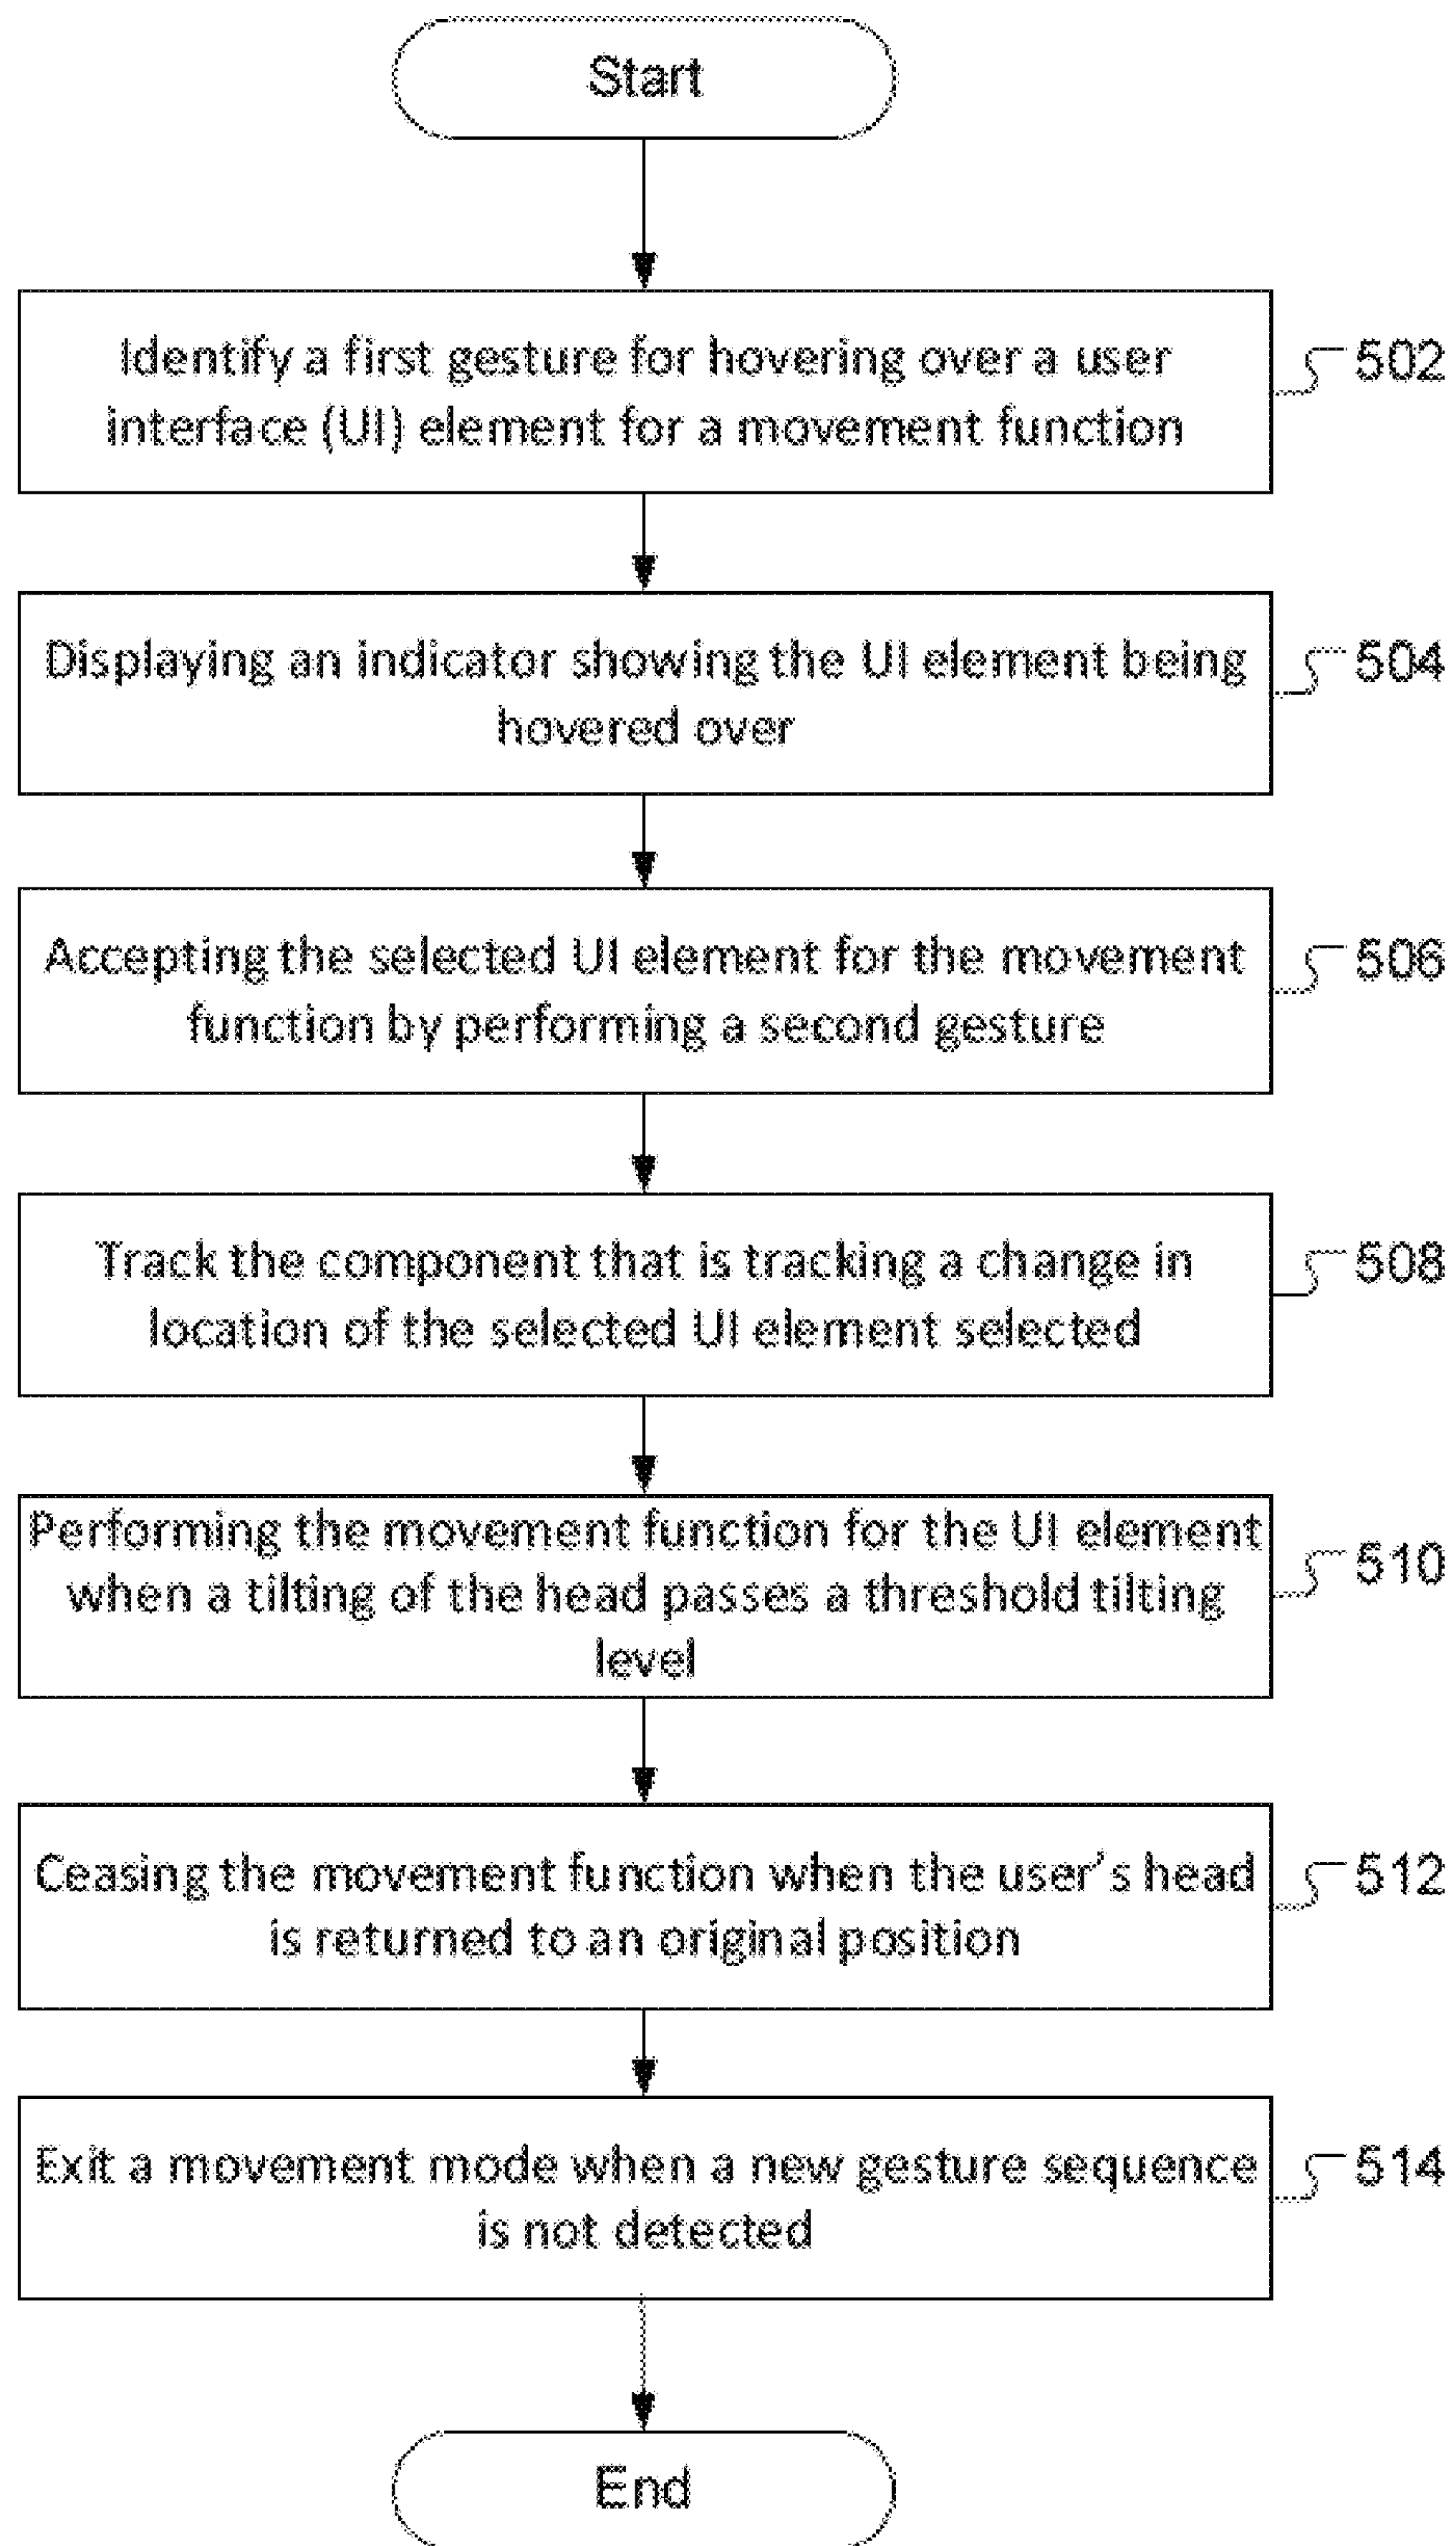 Start
Identify a first gesture for hovering over a user
interface (UI) element for a movement function
502
Displaying an indicator showing the UI element being
hovered over
504
Accepting the selected UI element for the movement
function by performing a second gesture
506
Track the component that is tracking a change in
location of the selected UI element selected
508
Performing the movement function for the UI element
when a tilting of the head passes a threshold tilting
level
510
Ceasing the movement function when the user's head
is returned to an original position
512
Exit a movement mode when a new gesture sequence
is not detected
514
End